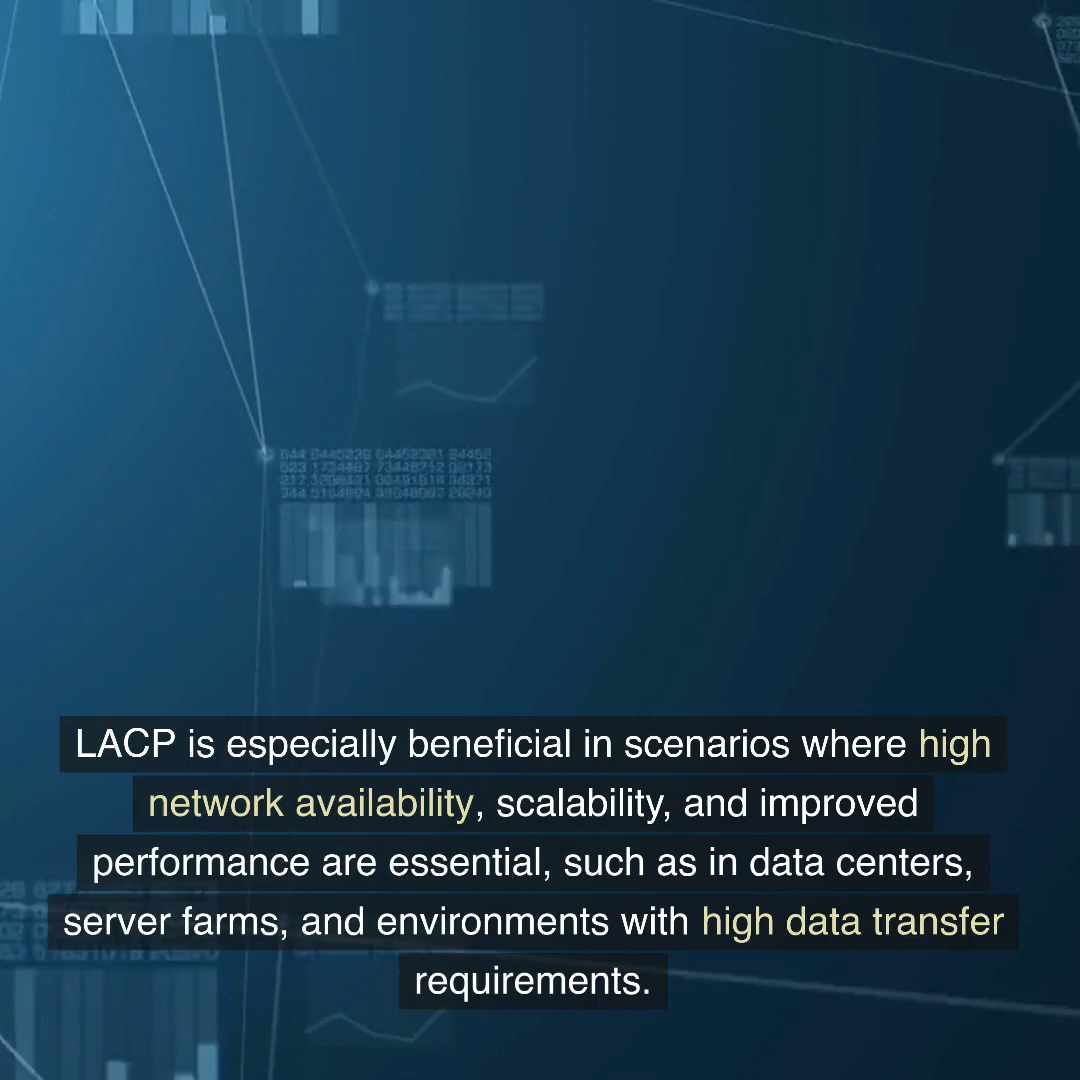 LACP is especially beneficial in scenarios where high
network availability, scalability, and improved
performance are essential, such as in data centers,
server farms, and environments with high data transfer
requirements.